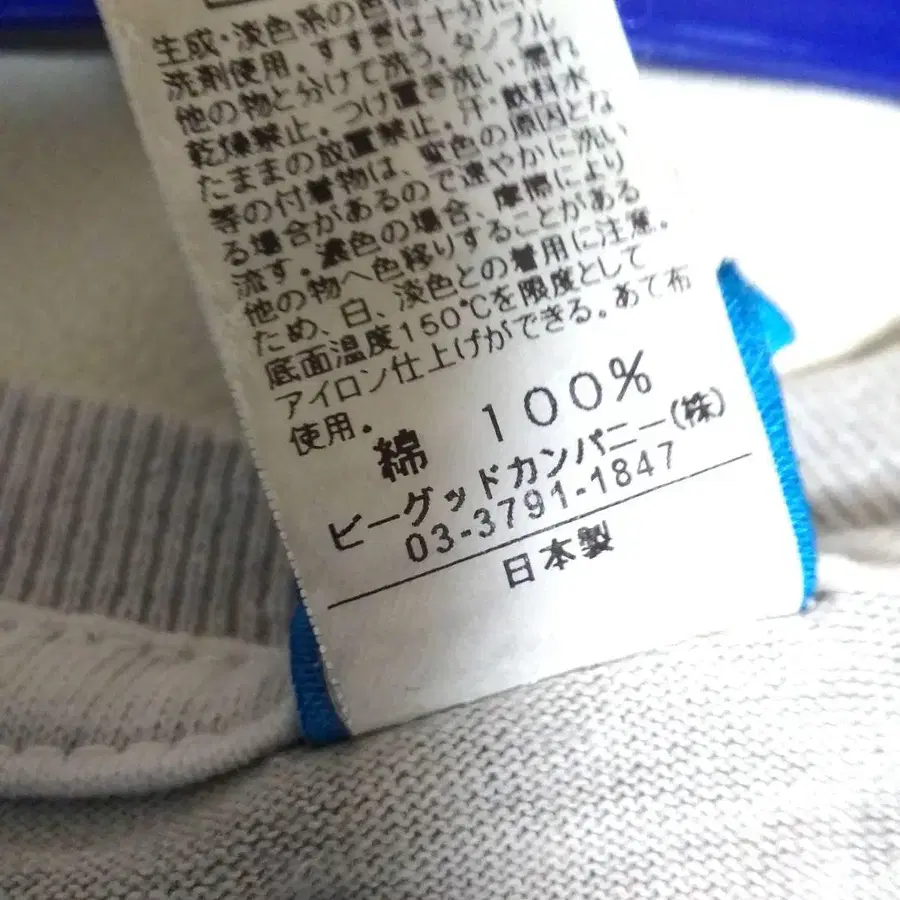 生成・淡色系の色物
洗剤使用。すすぎは十分に
他の物と分けて洗う。タンブル
乾燥禁止。つけ置き洗い・濡れ
たままの放置禁止。汗・飲料水
等の付着物は、変色の原因とな
る場合があるので速やかに洗い
流す。濃色の場合、摩擦により
他の物へ色移りすることがある
ため、白、淡色との着用に注意。
底面温度150℃を限度として
アイロン仕上げができる。あて布
使用。
綿 100%
ビーグッドカンパニー(株)
03-3791-1847
日本製